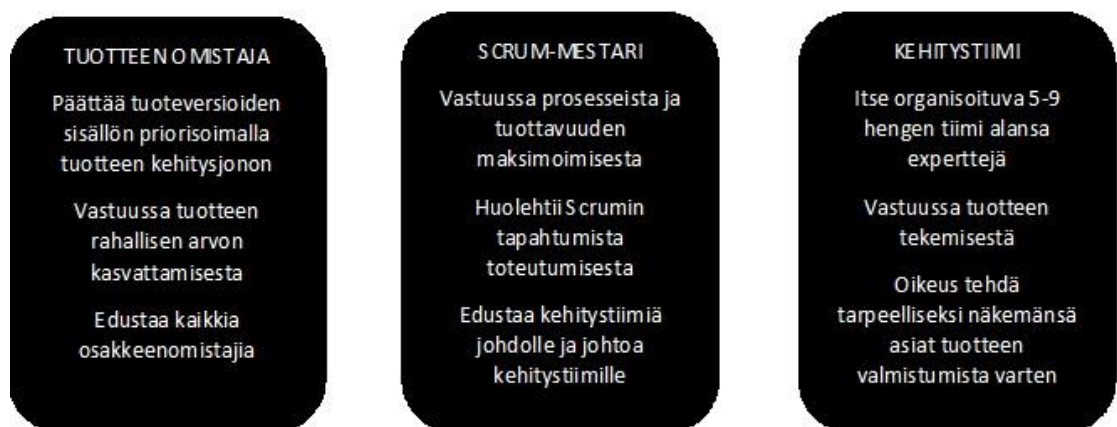 TUOTTEEN OMISTAJA
Päättää tuoteversioiden
sisällön priorisoimalla
tuotteen kehitysjonon
Vastuussa tuotteen
rahallisen arvon
kasvattamisesta
Edustaa kaikkia
osakkeenomistajia
SCRUM-MESTARI
Vastuussa prosesseista ja
tuottavuuden
maksimoimisesta
Huolehtii Scrumin
tapahtumista
toteutumisesta
Edustaa kehitystiimiä
johdolle ja johtoa
kehitystiimille
KEHITYSTIIMI
Itse organisoituva 5-9
hengen tiimi alansa
experttejä
Vastuussa tuotteen
tekemisestä
Oikeus tehdä
tarpeelliseksi näkemänsä
asiat tuotteen
valmistumista varten